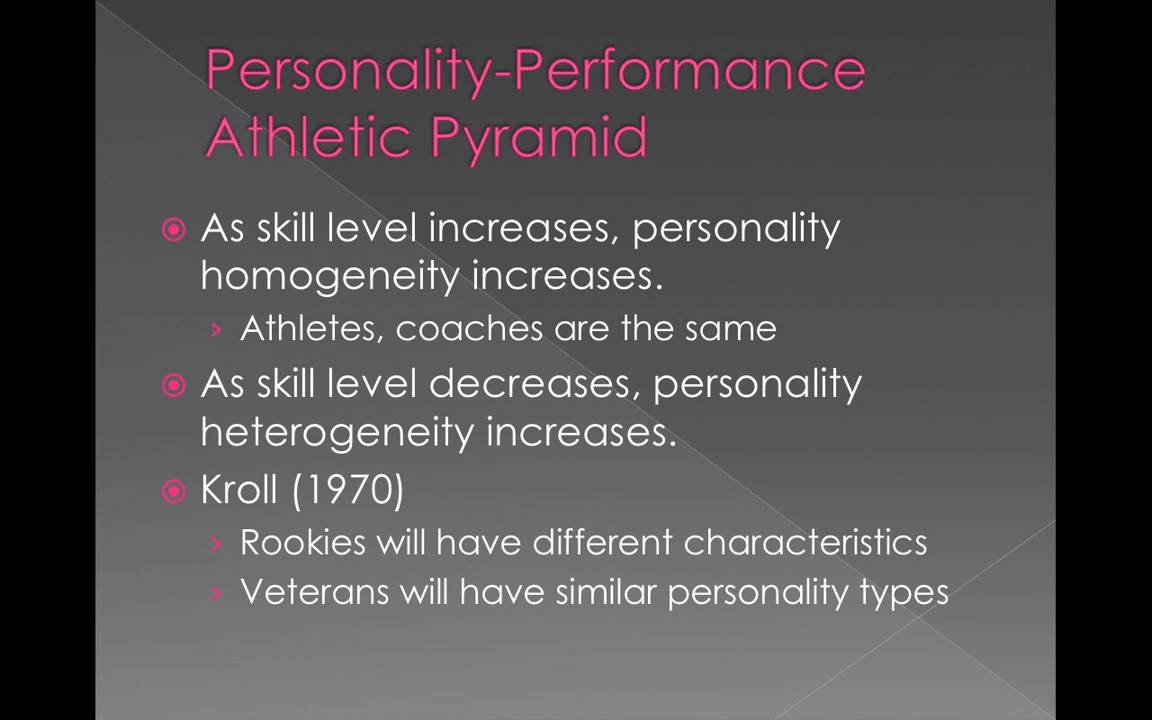 Personality-Performance
Athletic Pyramid
As skill level increases, personality
homogeneity increases.
Athletes, coaches are the same
As skill level decreases, personality
heterogeneity increases.
Kroll (1970)
Rookies will have different characteristics
Veterans will have similar personality types